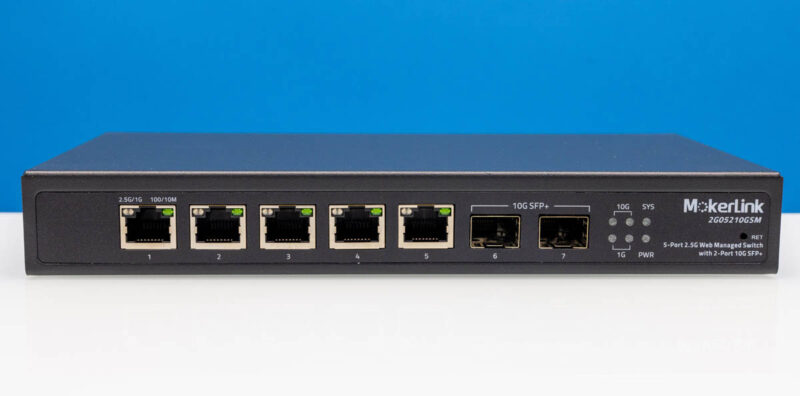 2.5G/1G 100/10M
1
2
3
4
5
10G SFP+
6
7
10G SYS
1G PWR
MokerLink
2G05210GSM
RET
5-Port 2.5G Web Managed Switch
with 2-Port 10G SFP+